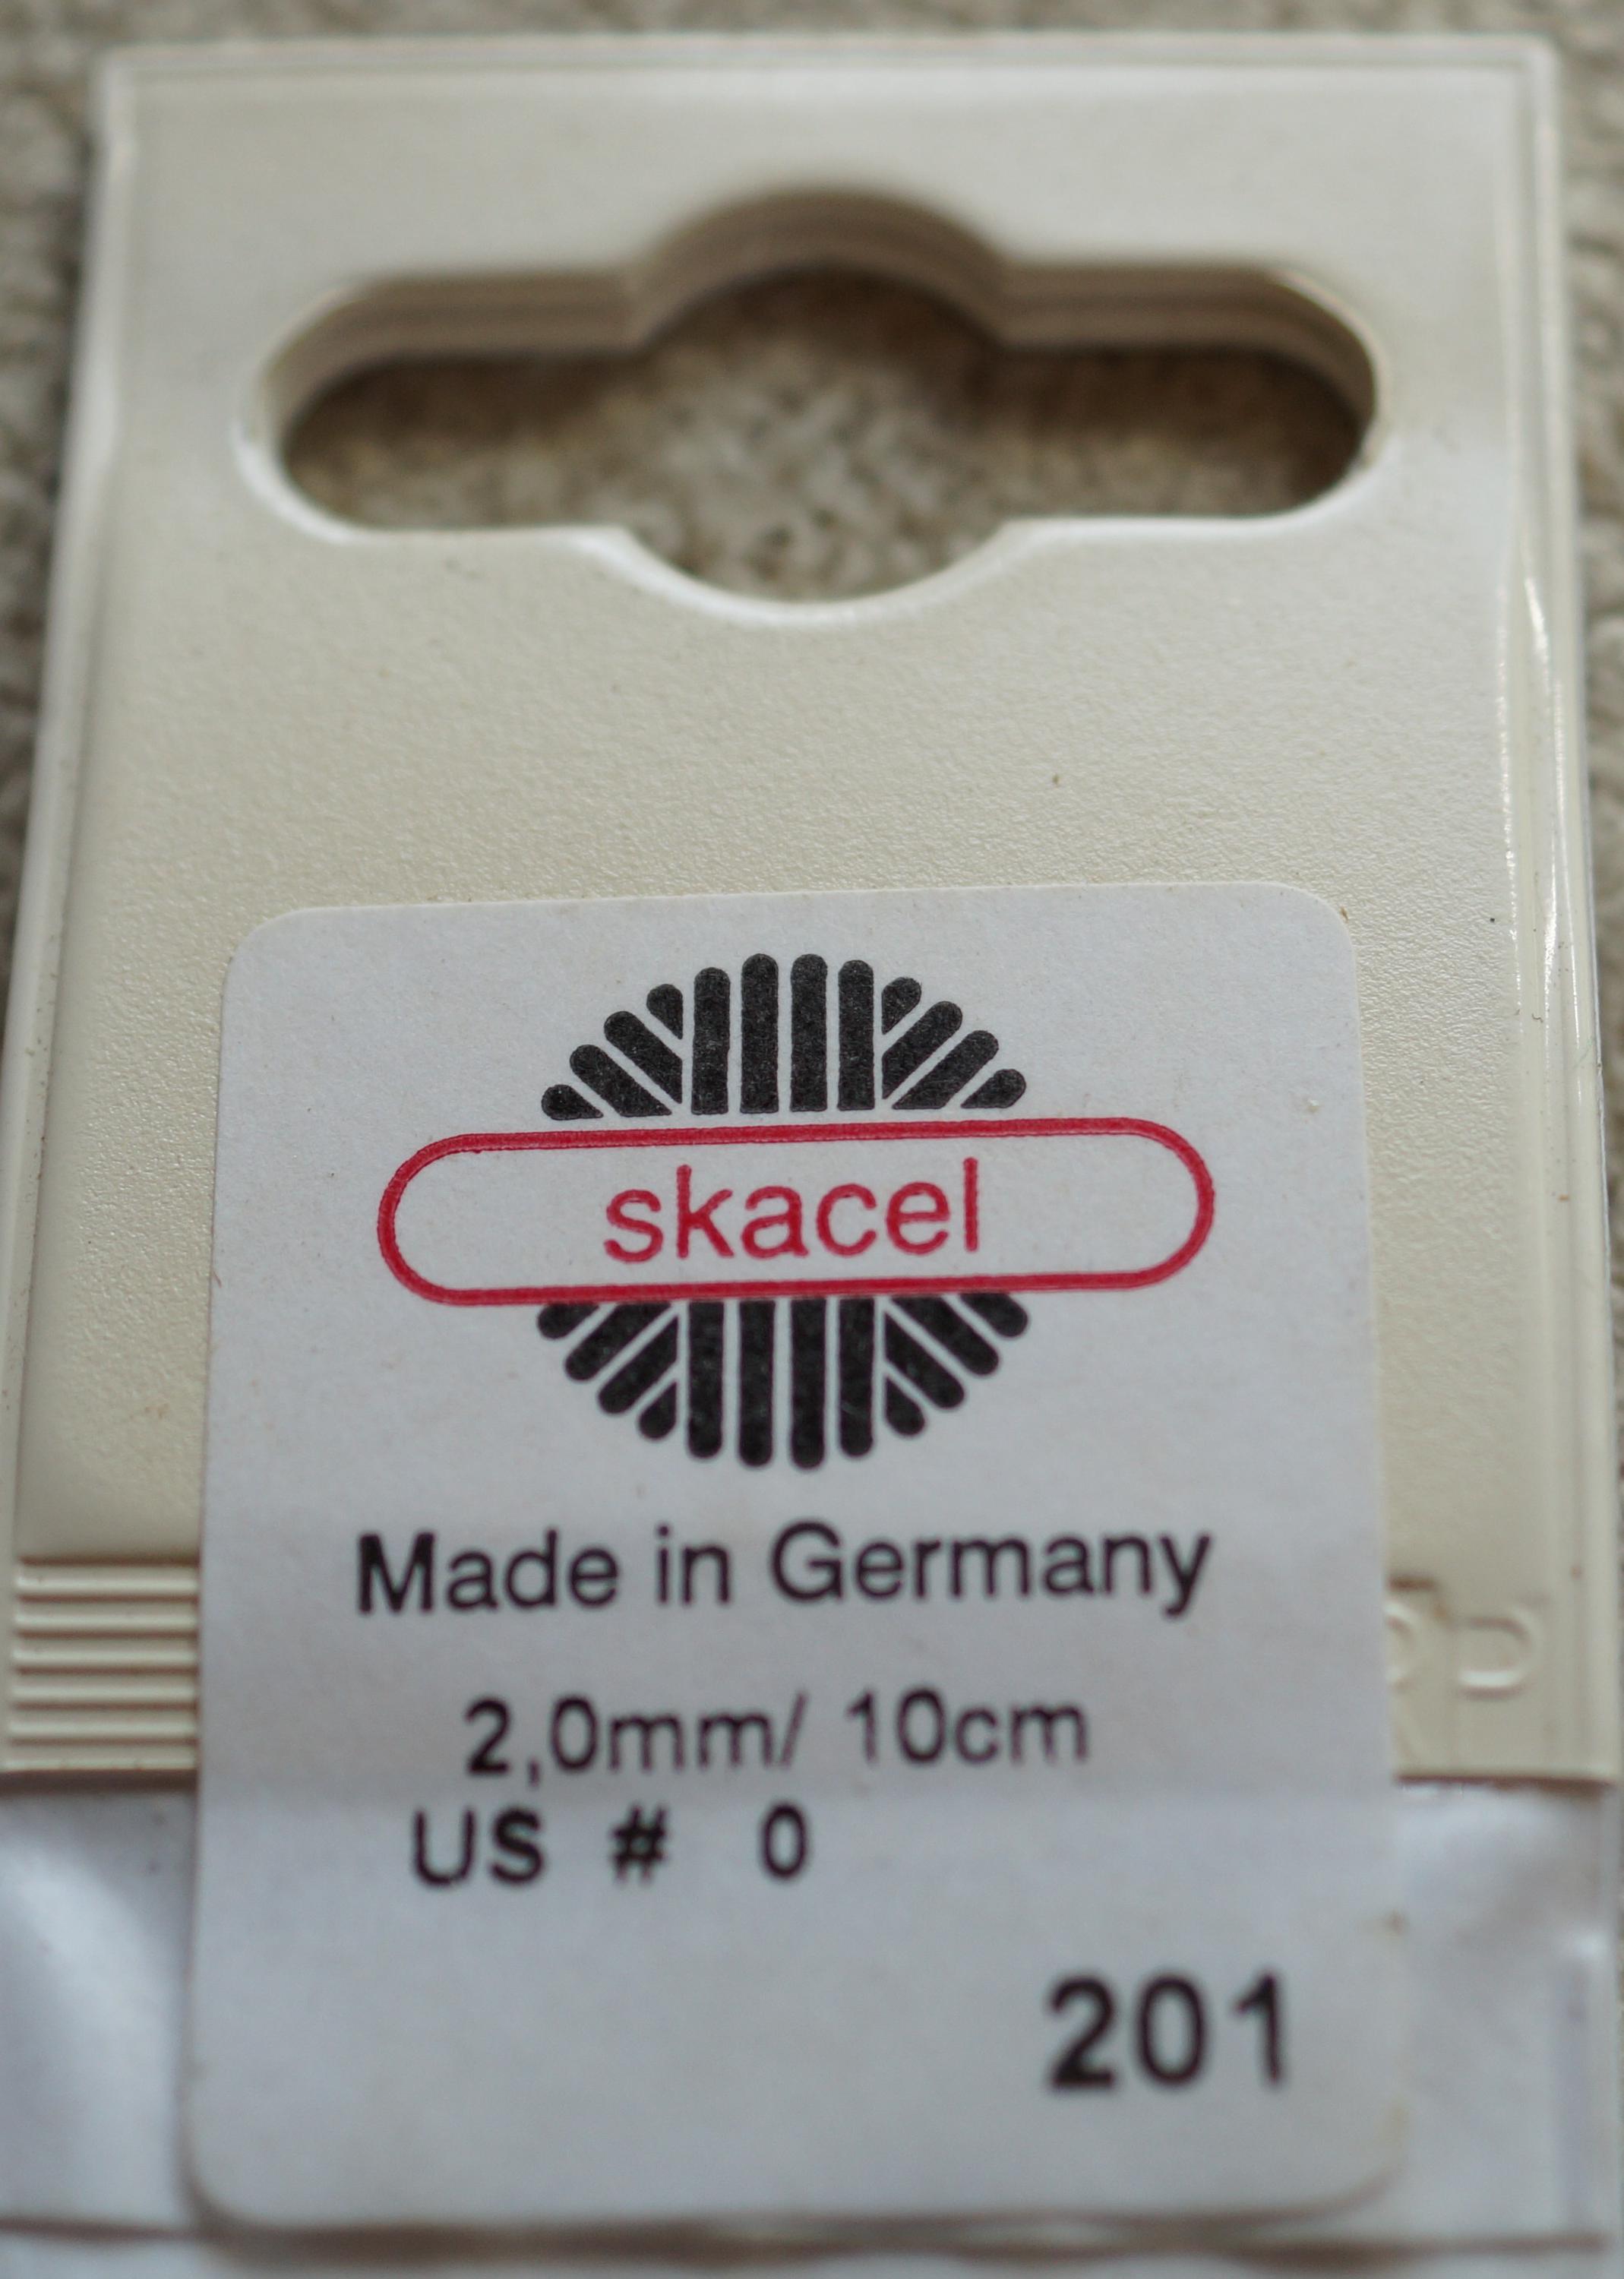 skacel
Made in Germany
2,0mm/ 10cm
US # 0
201